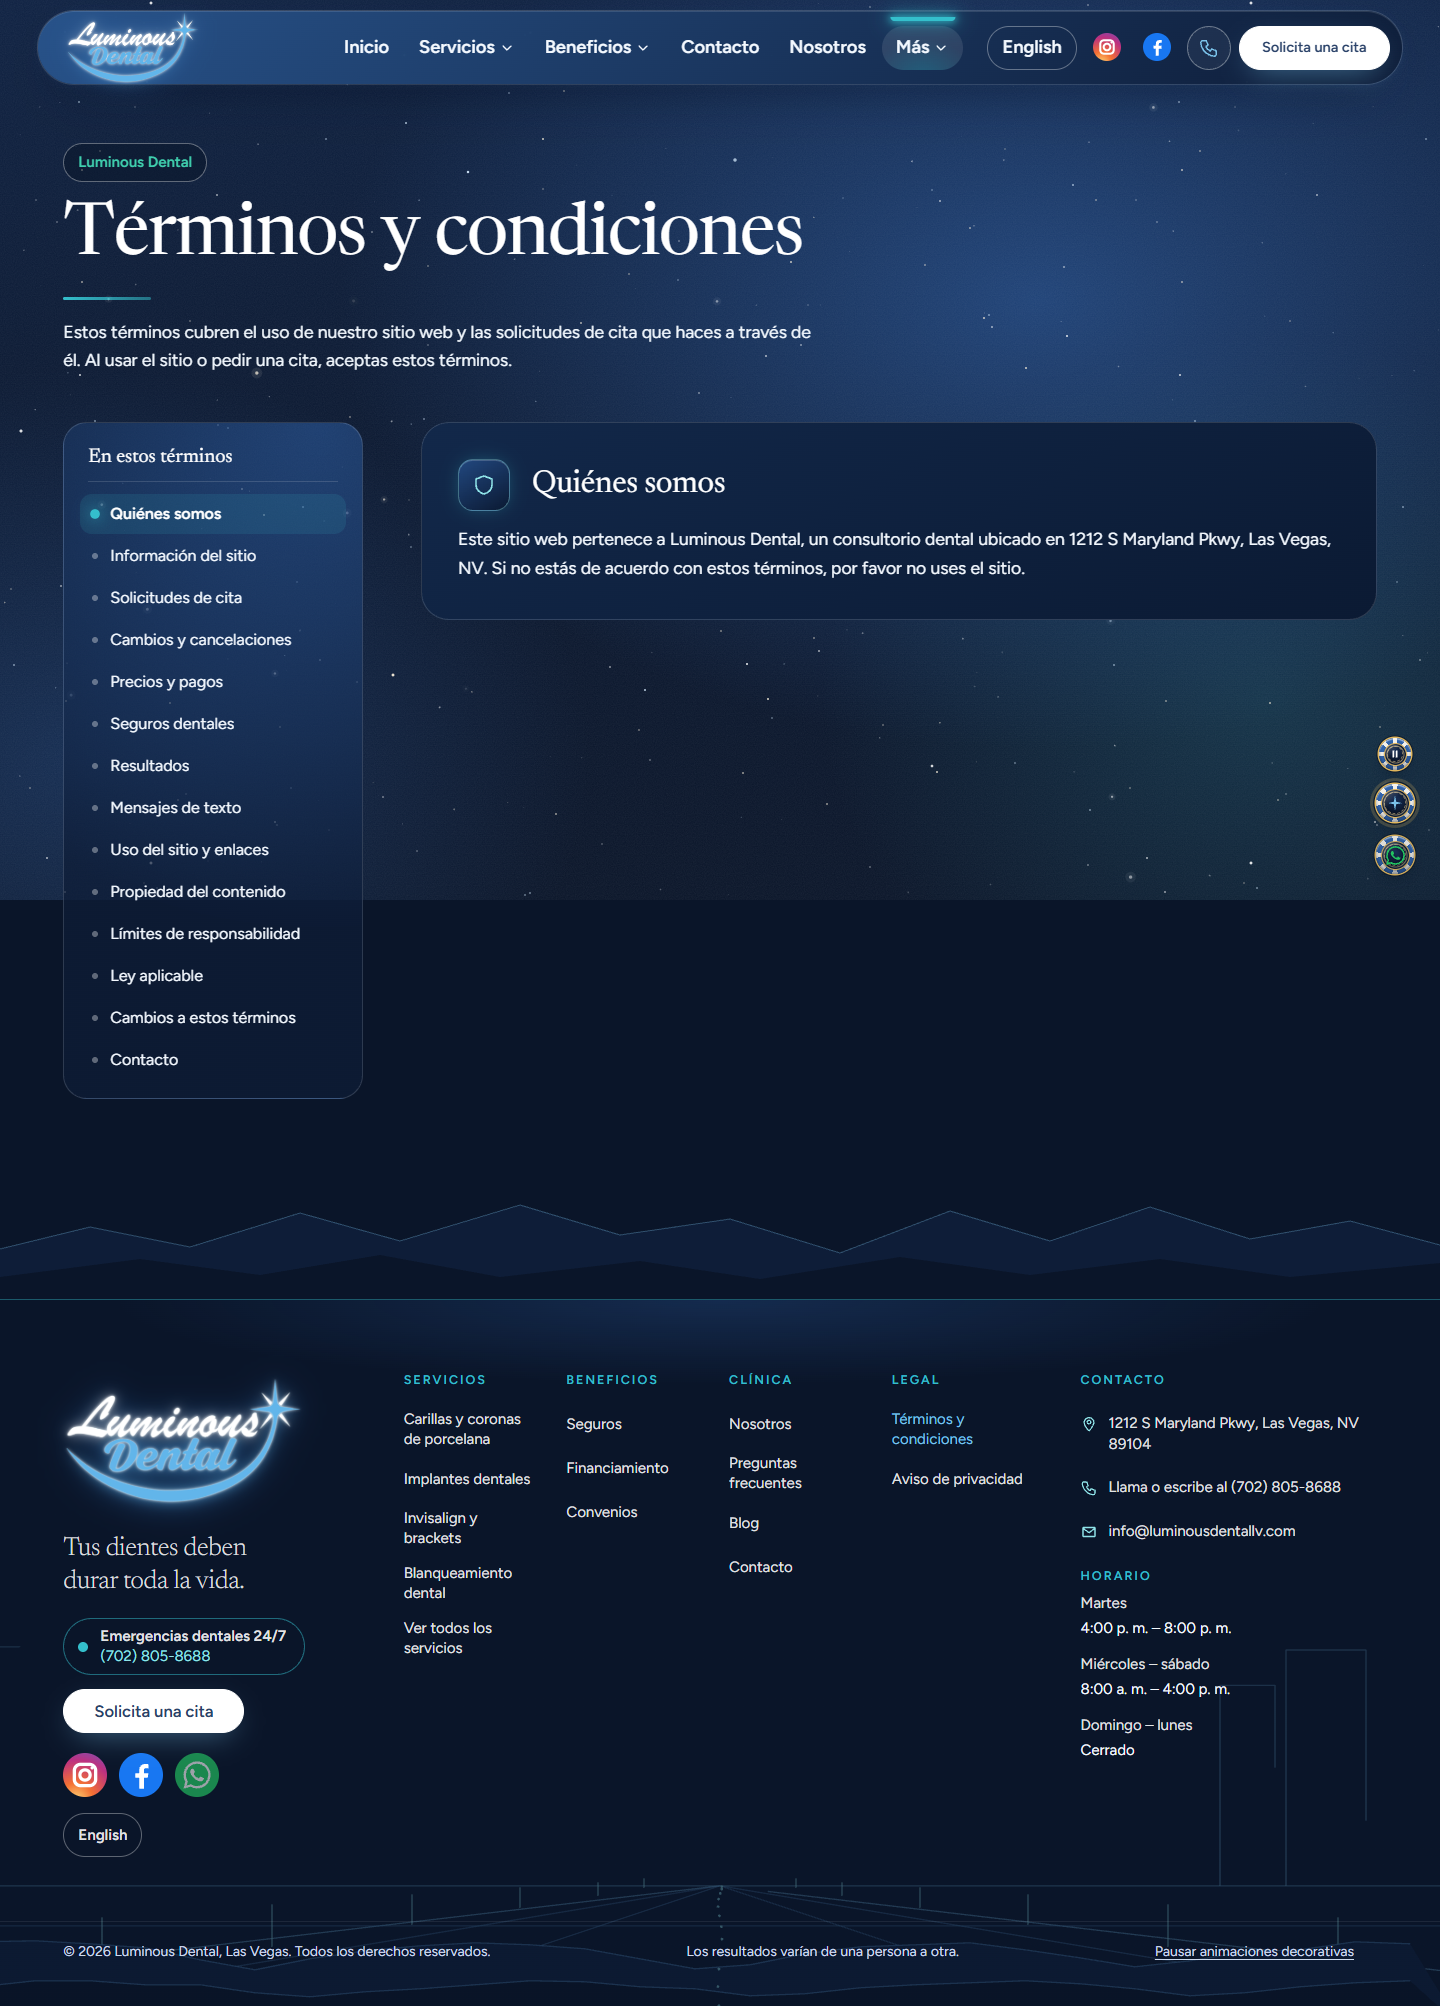 Luminous
Dental
Inicio
Servicios
Beneficios
Contacto
Nosotros
Más
English
Solicita una cita
Luminous Dental
Términos y condiciones
Estos términos cubren el uso de nuestro sitio web y las solicitudes de cita que haces a través de
él. Al usar el sitio o pedir una cita, aceptas estos términos.
En estos términos
Quiénes somos
Información del sitio
Solicitudes de cita
Cambios y cancelaciones
Precios y pagos
Seguros dentales
Resultados
Mensajes de texto
Uso del sitio y enlaces
Propiedad del contenido
Límites de responsabilidad
Ley aplicable
Cambios a estos términos
Contacto
Quiénes somos
Este sitio web pertenece a Luminous Dental, un consultorio dental ubicado en 1212 S Maryland Pkwy, Las Vegas,
NV. Si no estás de acuerdo con estos términos, por favor no uses el sitio.
Luminous
Dental
Tus dientes deben
durar toda la vida.
Emergencias dentales 24/7
(702) 805-8688
Solicita una cita
English
SERVICIOS
Carillas y coronas
de porcelana
Implantes dentales
Invisalign y
brackets
Blanqueamiento
dental
Ver todos los
servicios
BENEFICIOS
Seguros
Financiamiento
Convenios
CLÍNICA
Nosotros
Preguntas
frecuentes
Blog
Contacto
LEGAL
Términos y
condiciones
Aviso de privacidad
CONTACTO
1212 S Maryland Pkwy, Las Vegas, NV
89104
Llama o escribe al (702) 805-8688
info@luminousdentallv.com
HORARIO
Martes
4:00 p. m. – 8:00 p. m.
Miércoles – sábado
8:00 a. m. – 4:00 p. m.
Domingo – lunes
Cerrado
© 2026 Luminous Dental, Las Vegas. Todos los derechos reservados.
Los resultados varían de una persona a otra.
Pausar animaciones decorativas